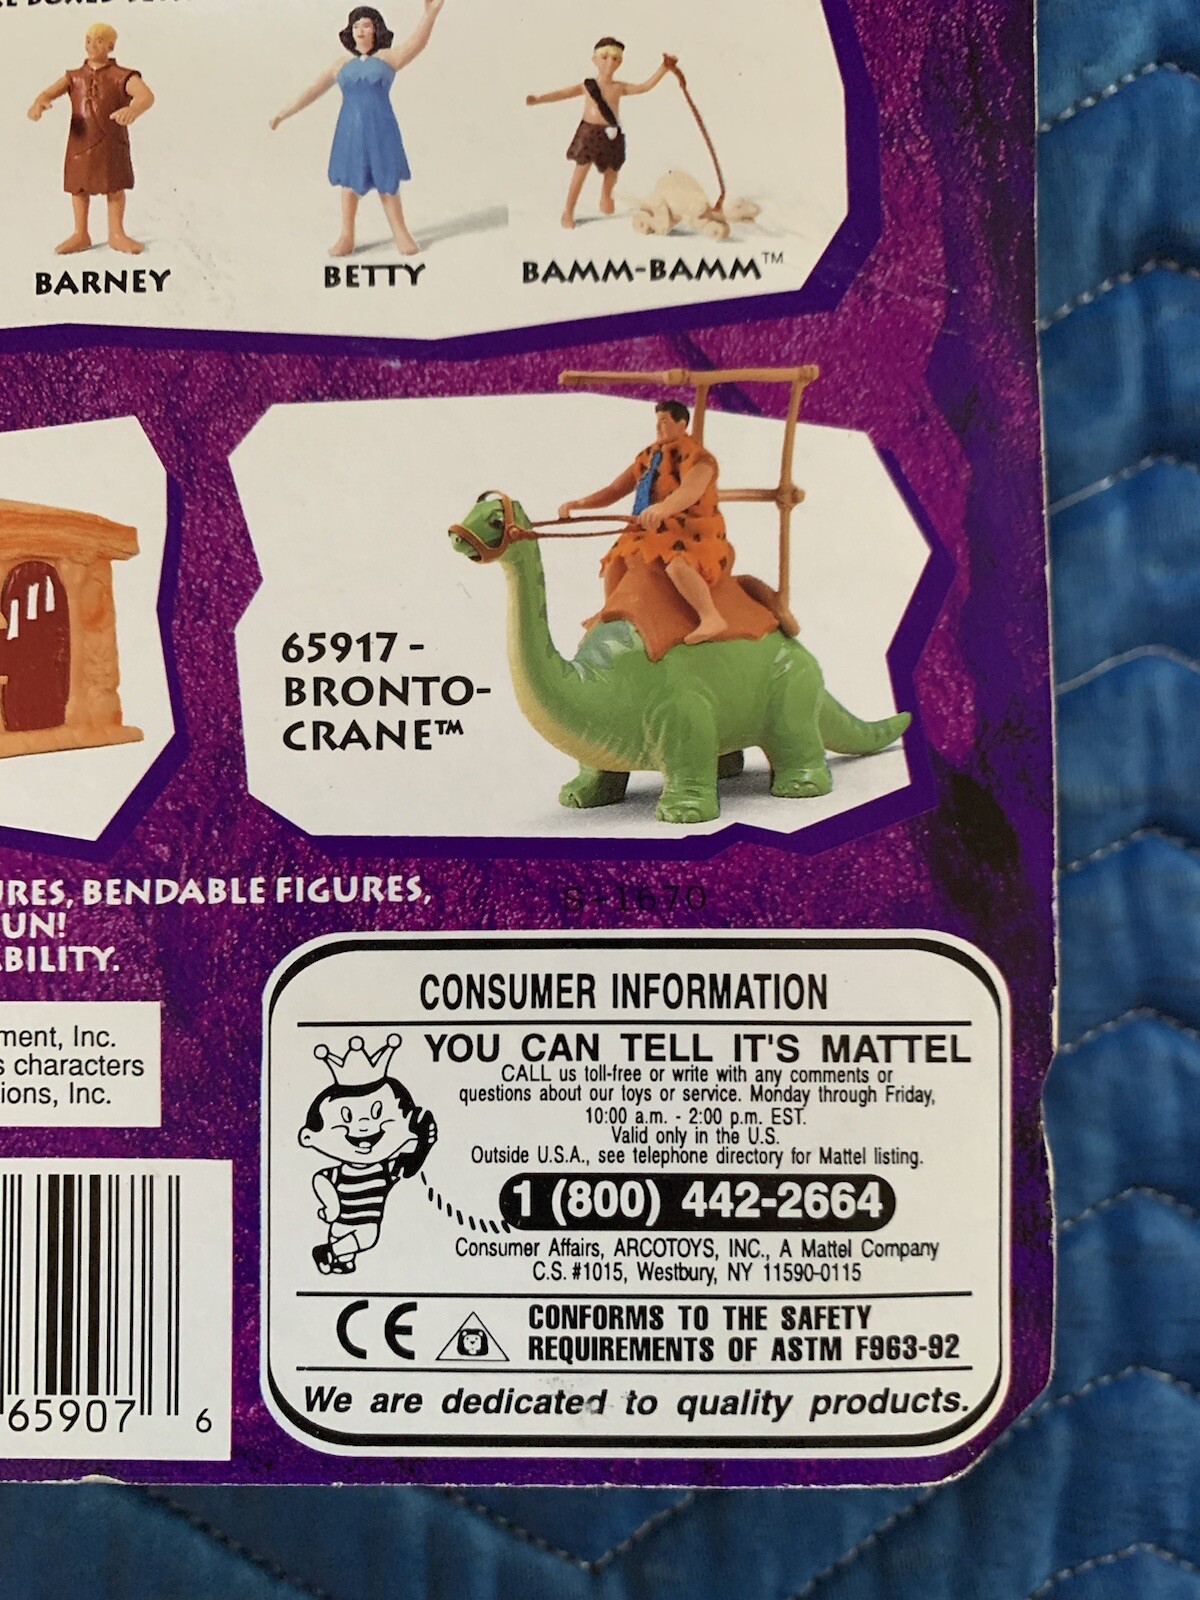 BOXED
BARNEY
BETTY
BAMM-BAMM™
65917 -
BRONTO-
CRANE™
URES, BENDABLE FIGURES,
UN!
ABILITY.
S-1670
ment, Inc.
s characters
ions, Inc.
65907 6
CONSUMER INFORMATION
YOU CAN TELL IT'S MATTEL
CALL us toll-free or write with any comments or
questions about our toys or service. Monday through Friday,
10:00 a.m. - 2:00 p.m. EST.
Valid only in the U.S.
Outside U.S.A., see telephone directory for Mattel listing.
1 (800) 442-2664
Consumer Affairs, ARCOTOYS, INC., A Mattel Company
C.S. #1015, Westbury, NY 11590-0115
CE
CONFORMS TO THE SAFETY
REQUIREMENTS OF ASTM F963-92
We are dedicated to quality products.